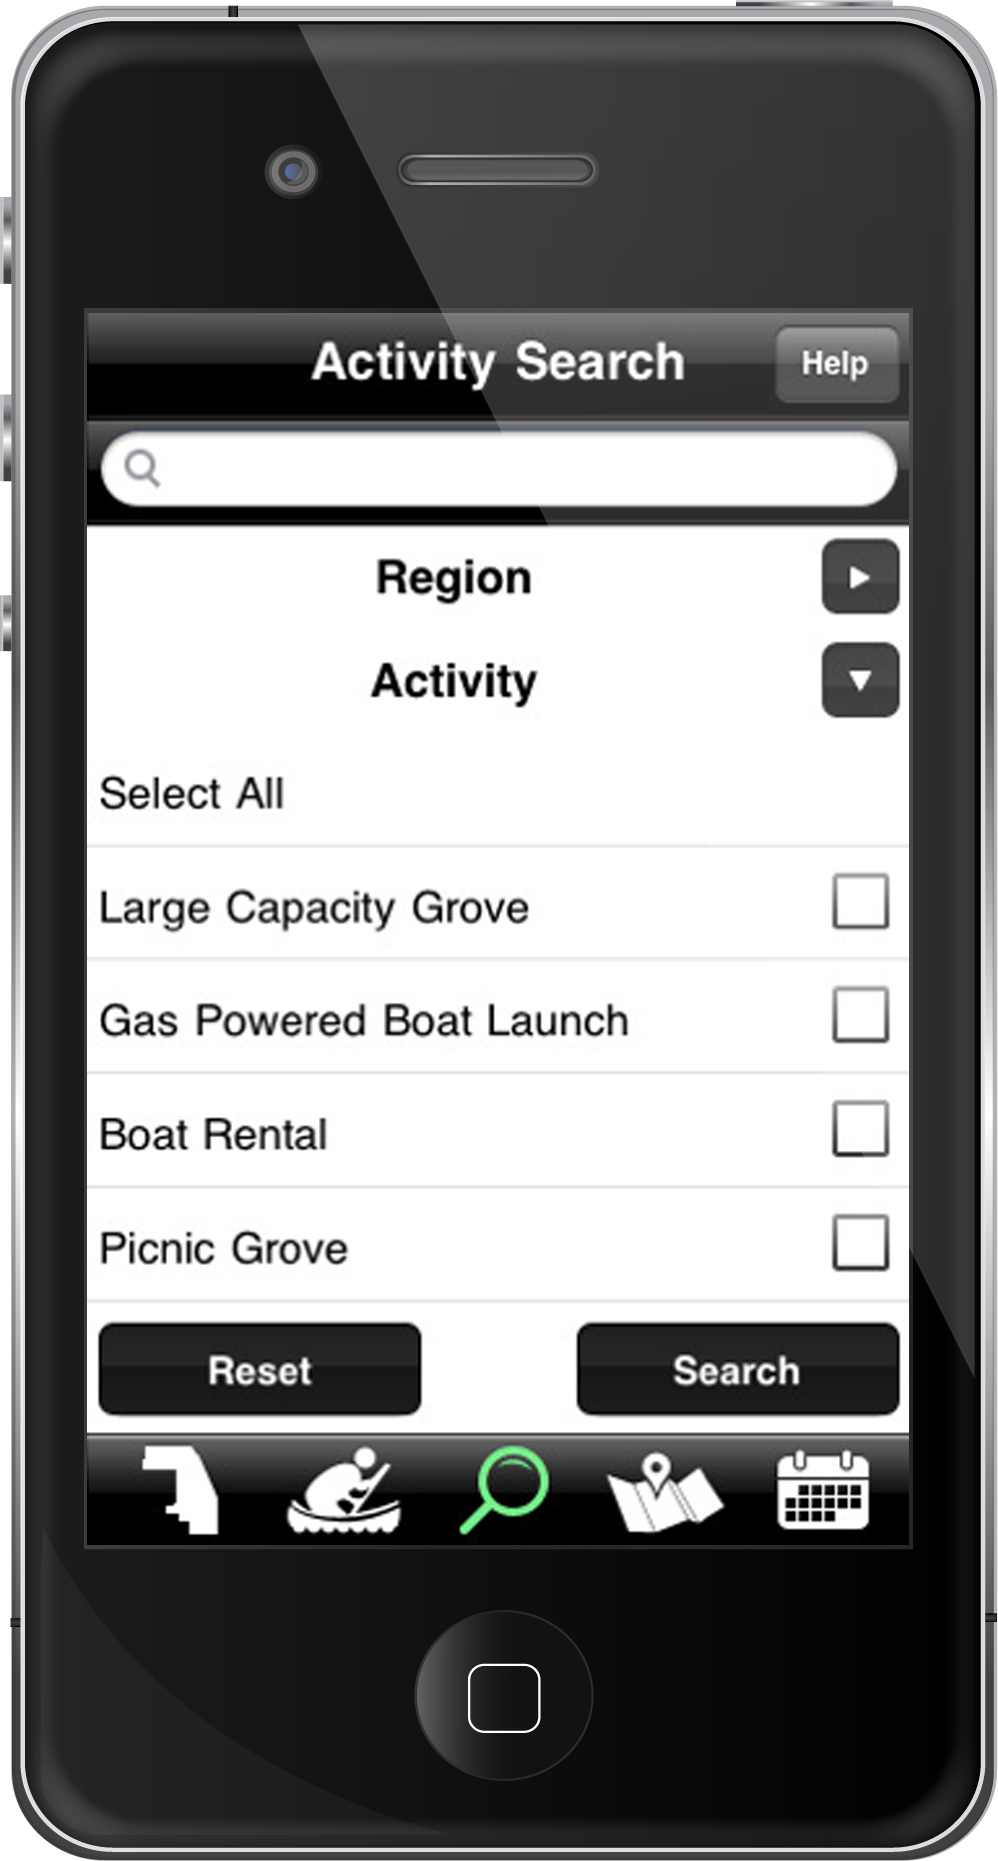 Activity Search
Help
Region
Activity
Select All
Large Capacity Grove
Gas Powered Boat Launch
Boat Rental
Picnic Grove
Reset
Search